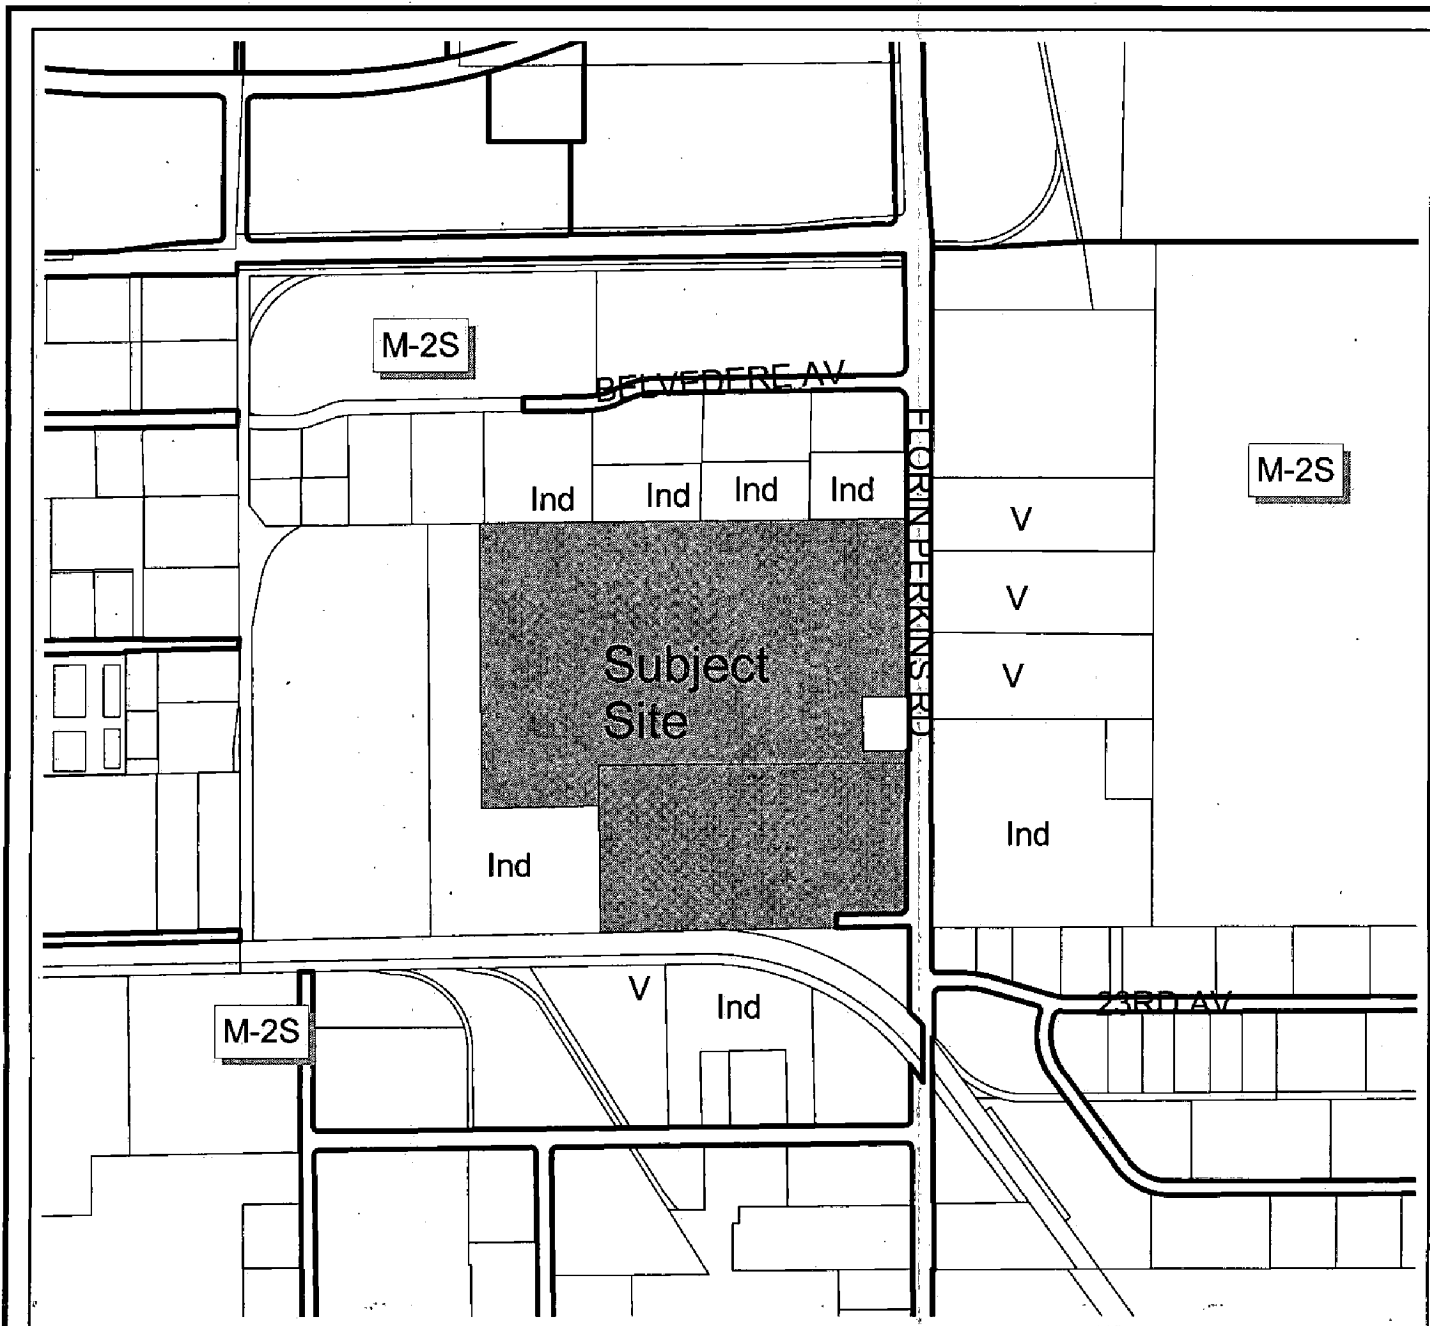 M-2S
BELVEDERE AV
FLORIN PERKINS RD
M-2S
Ind
Ind
Ind
Ind
V
V
Subject
Site
V
Ind
Ind
V
Ind
23RD AV
M-2S